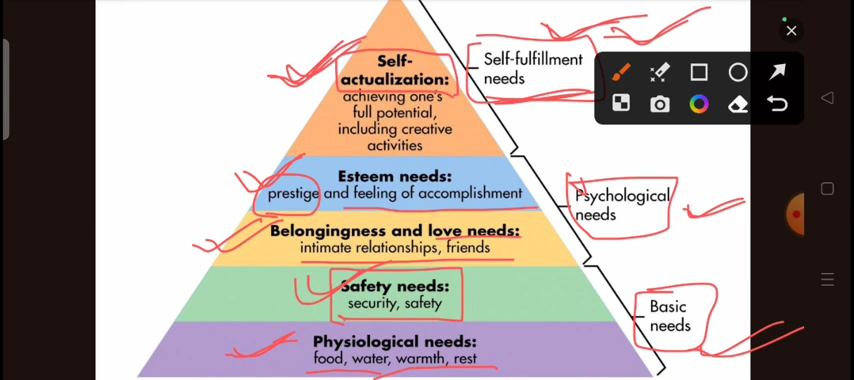 Self-
actualization:
achieving one's
full potential,
including creative
activities
Self-fulfillment
needs
Esteem needs:
prestige and feeling of accomplishment
Psychological
needs
Belongingness and love needs:
intimate relationships, friends
Safety needs:
security, safety
Basic
needs
Physiological needs:
food, water, warmth, rest